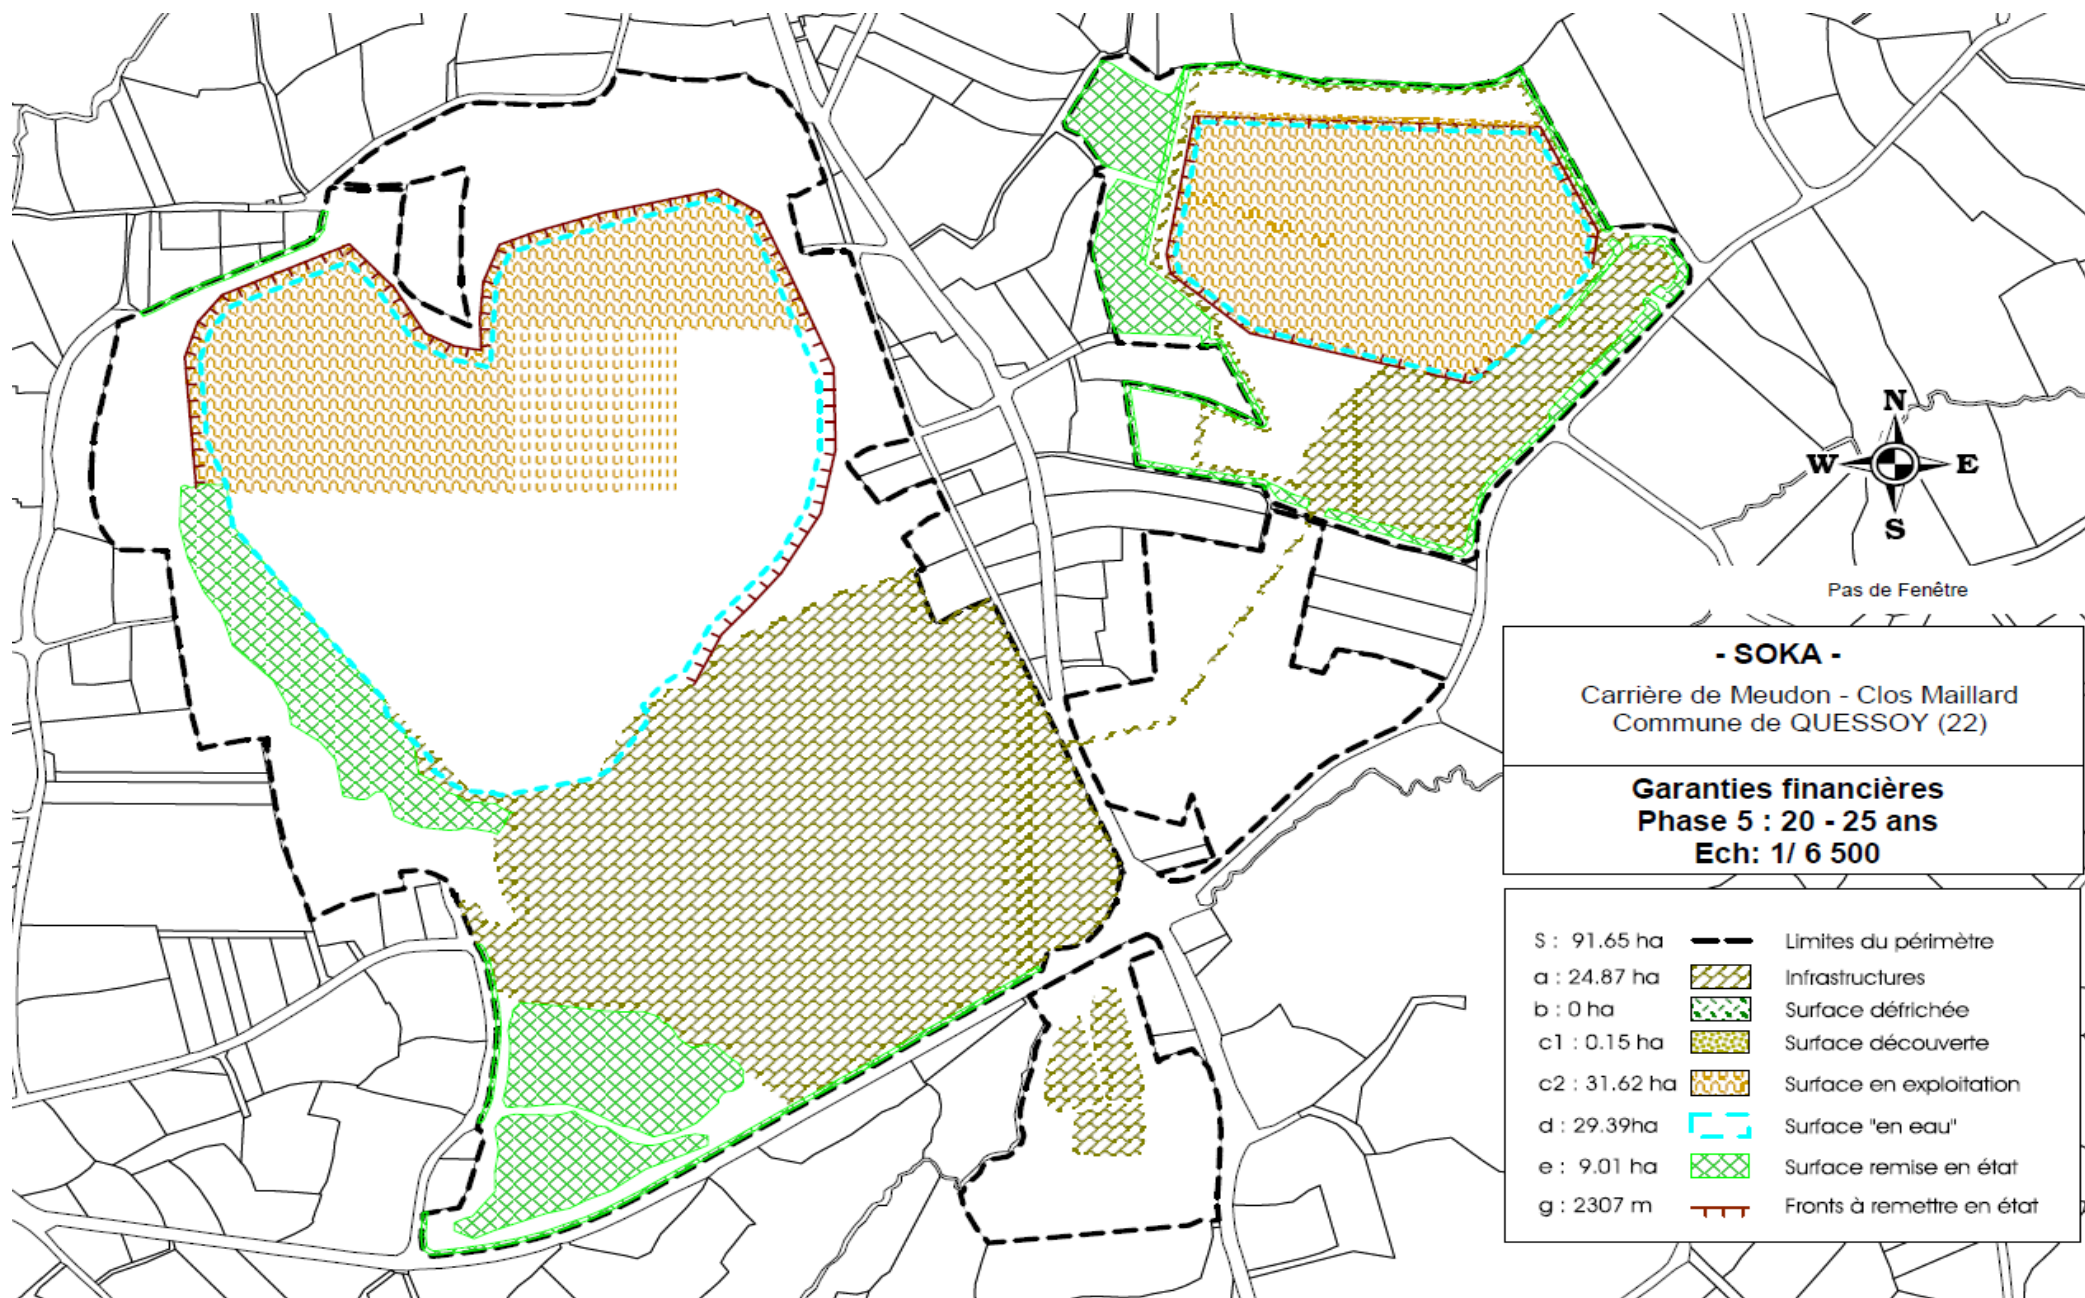 N
W E
S
Pas de Fenêtre
- SOKA -
Carrière de Meudon - Clos Maillard
Commune de QUESSOY (22)
Garanties financières
Phase 5 : 20 - 25 ans
Ech: 1/ 6 500
S : 91.65 ha Limites du périmètre
a : 24.87 ha Infrastructures
b : 0 ha Surface défrichée
c1 : 0.15 ha Surface découverte
c2 : 31.62 ha Surface en exploitation
d : 29.39ha Surface "en eau"
e : 9.01 ha Surface remise en état
g : 2307 m Fronts à remettre en état